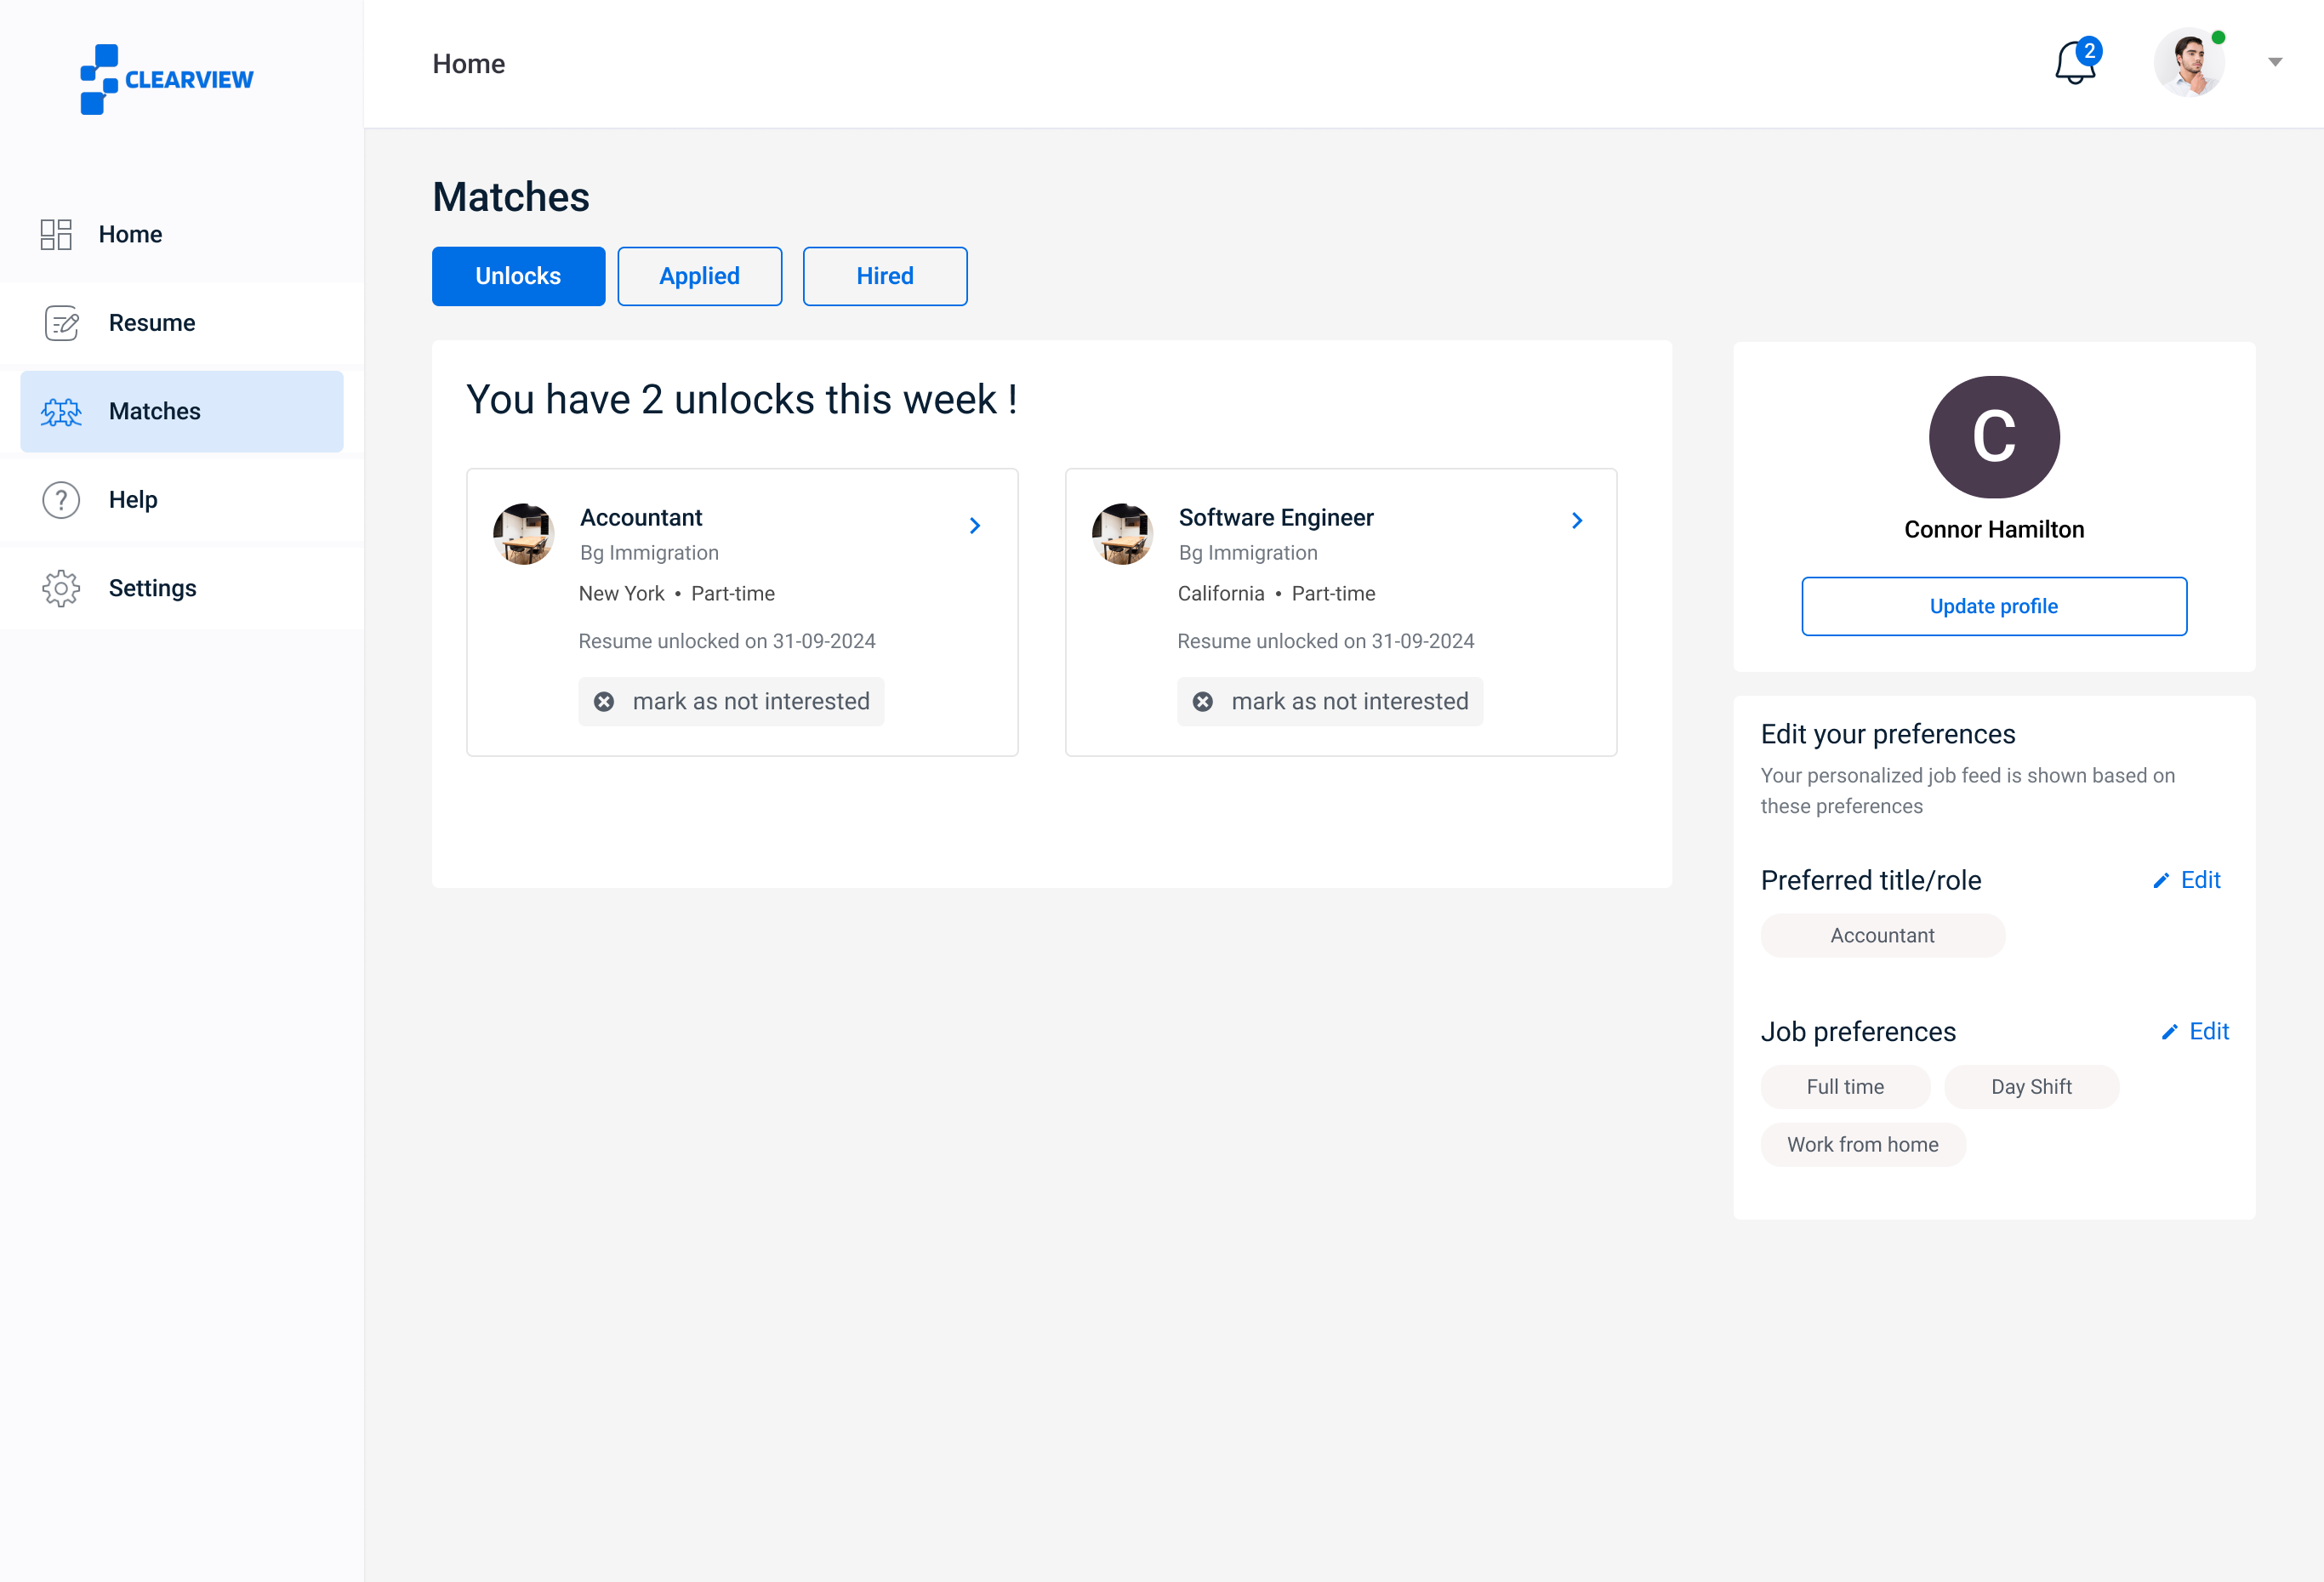 CLEARVIEW
Home
2
Home
Resume
Matches
?
Help
Settings
Matches
Unlocks
Applied
Hired
You have 2 unlocks this week !
Accountant
Bg Immigration
New York • Part-time
Resume unlocked on 31-09-2024
mark as not interested
Software Engineer
Bg Immigration
California • Part-time
Resume unlocked on 31-09-2024
mark as not interested
C
Connor Hamilton
Update profile
Edit your preferences
Your personalized job feed is shown based on
these preferences
Preferred title/role
Edit
Accountant
Job preferences
Edit
Full time
Day Shift
Work from home